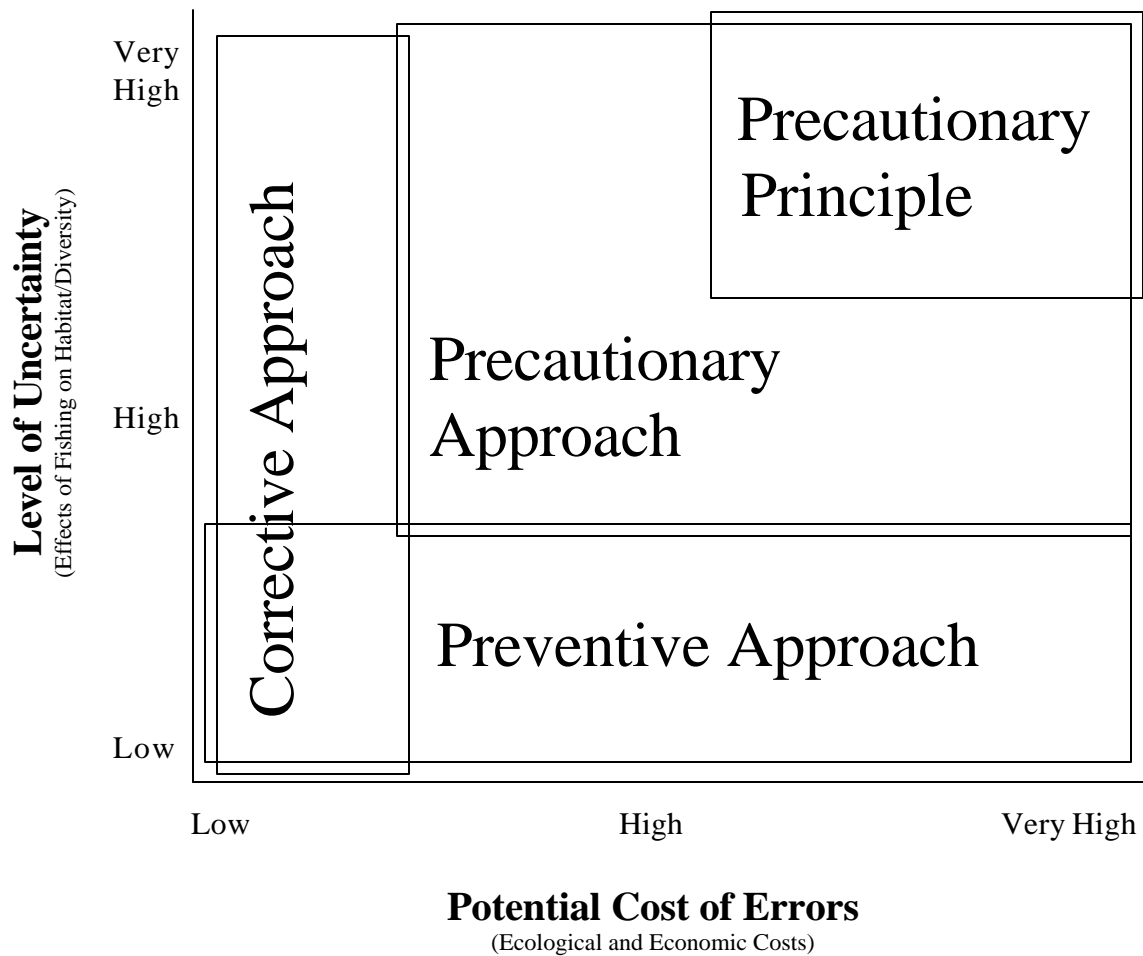 Level of Uncertainty
(Effects of Fishing on Habitat/Diversity)
Very
High
High
Low
Corrective Approach
Precautionary
Principle
Precautionary
Approach
Preventive Approach
Low
High
Very High
Potential Cost of Errors
(Ecological and Economic Costs)